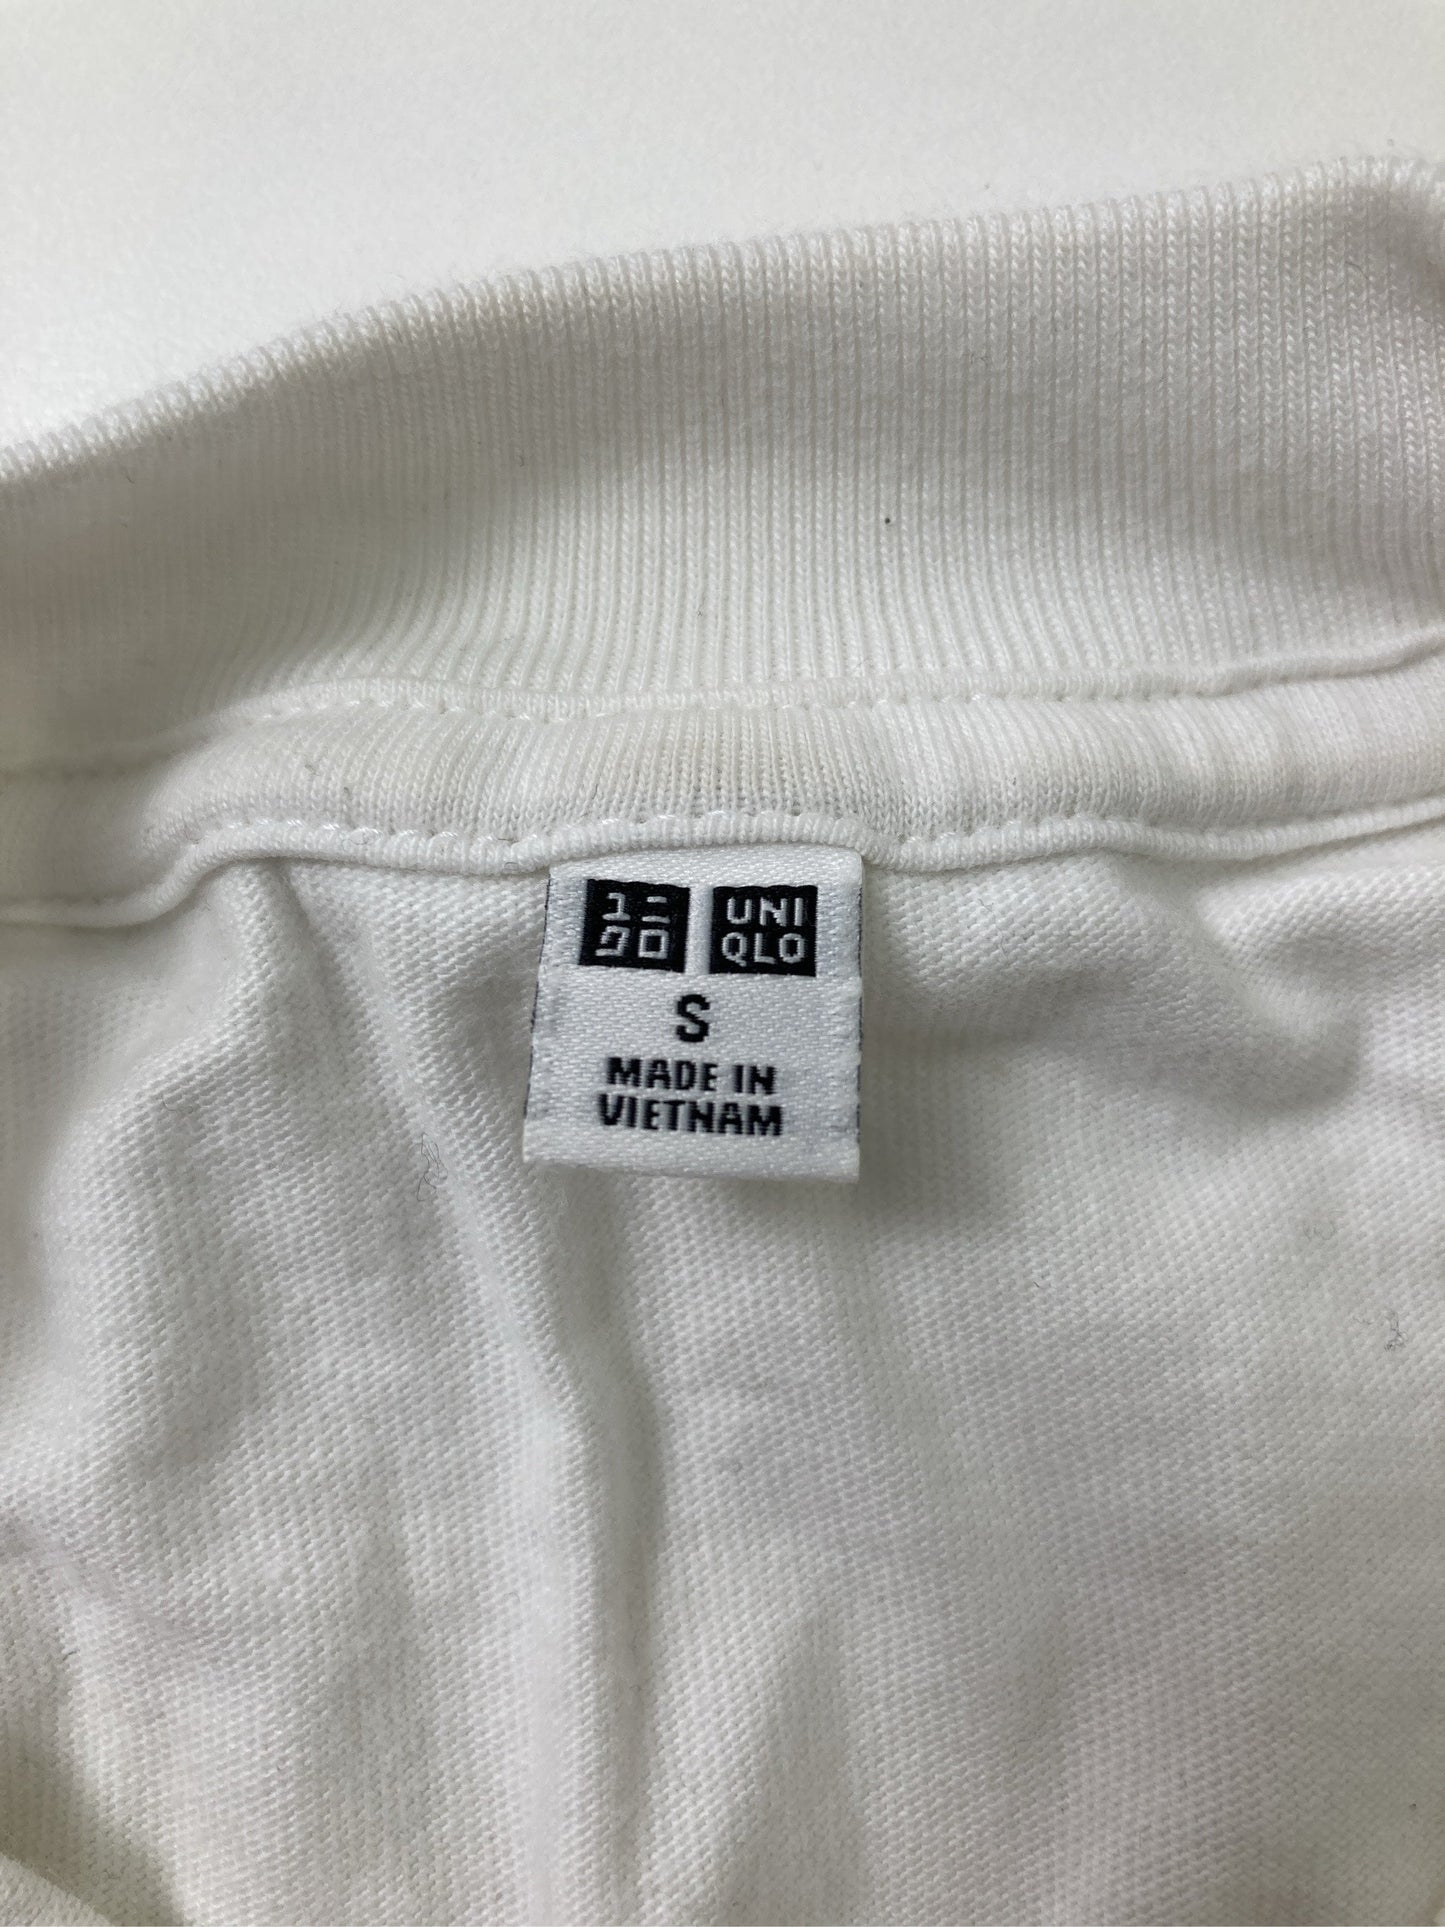 ユニ UNI
クロ QLO
S
MADE IN
VIETNAM